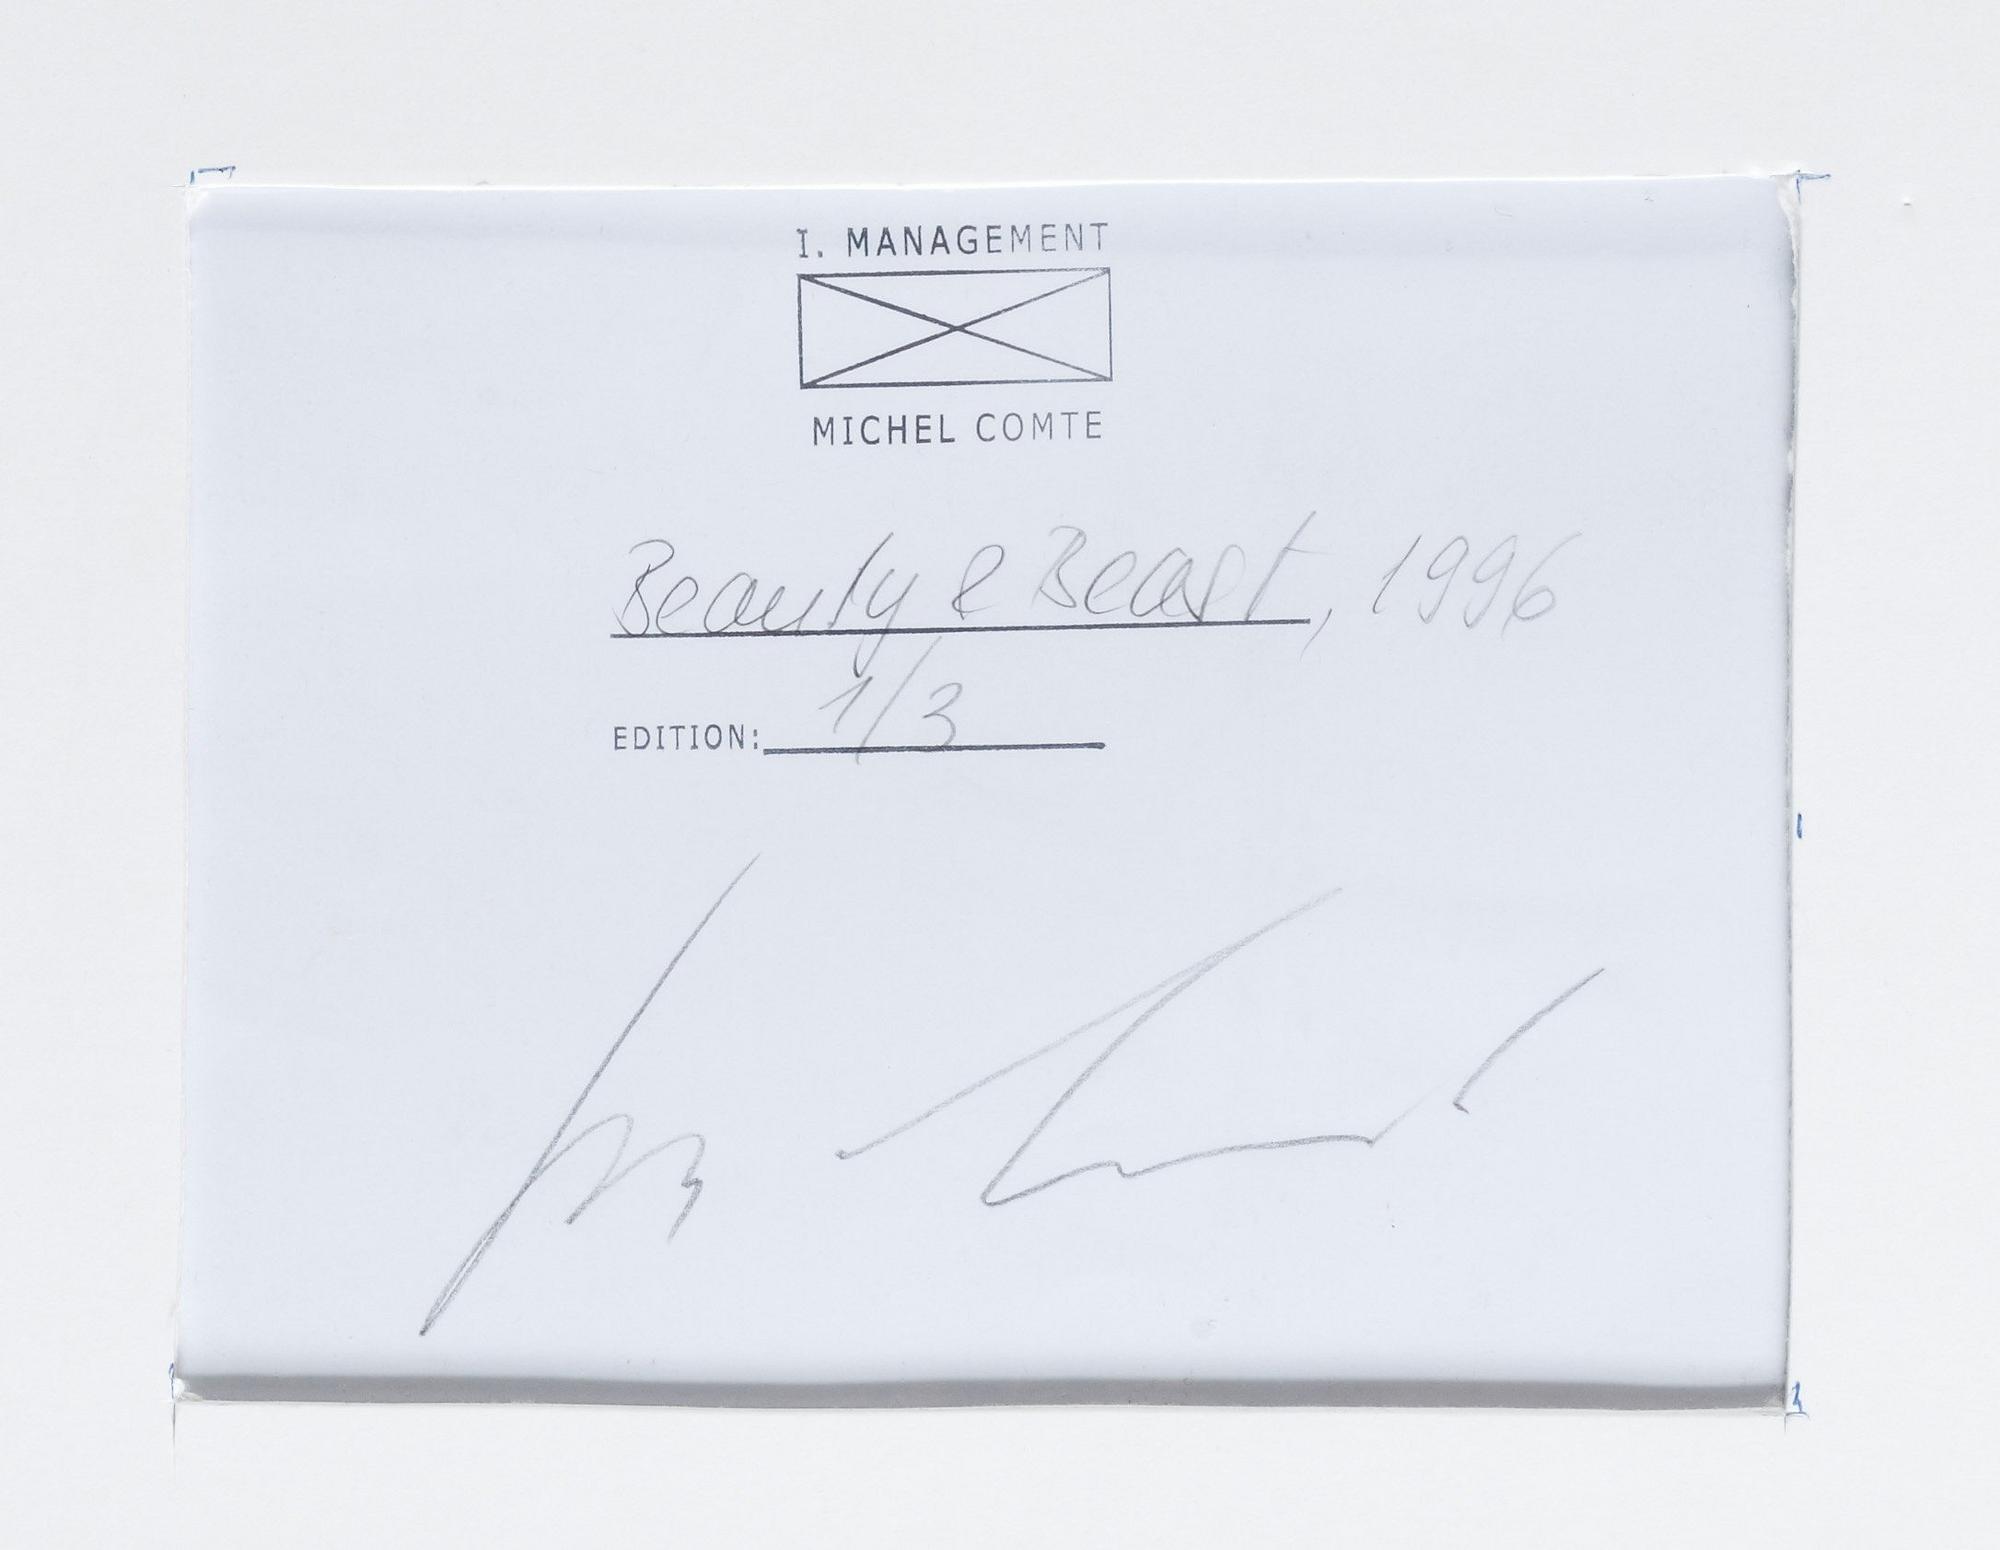 I. MANAGEMENT
MICHEL COMTE
Beauty & Beast, 1996
EDITION: 1/3